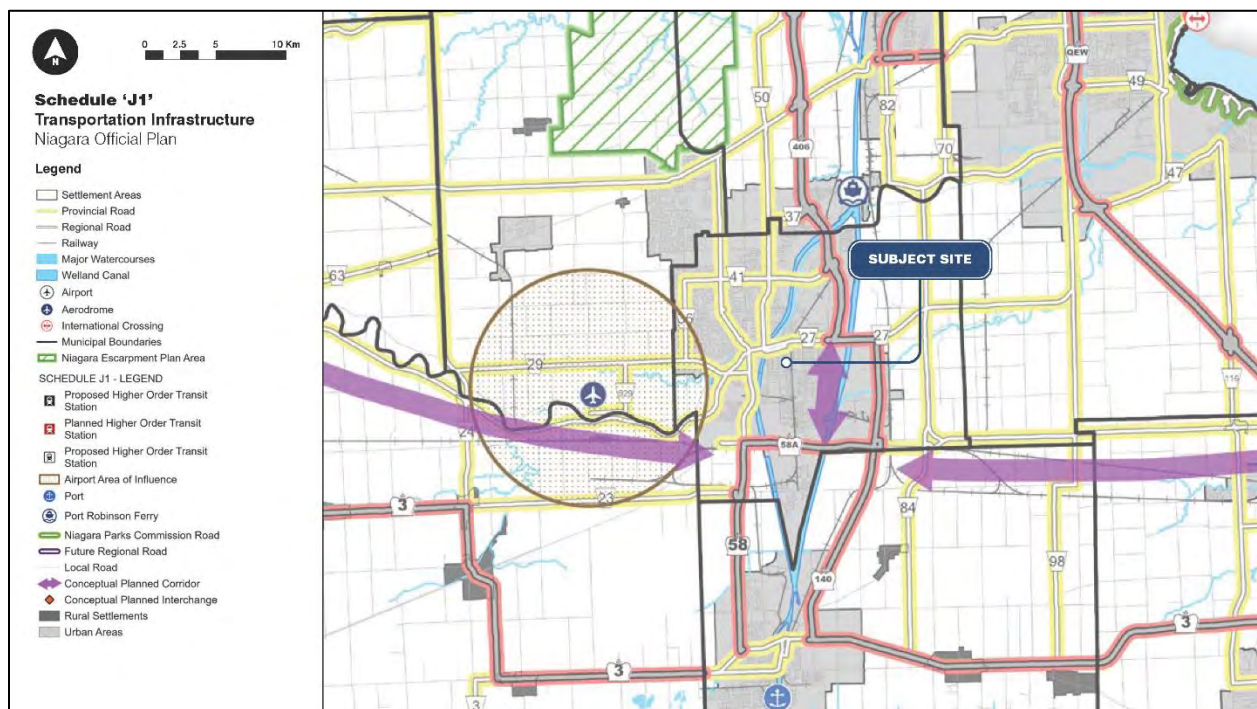 N
0 2.5 5 10 Km
Schedule ‘J1’
Transportation Infrastructure
Niagara Official Plan
Legend
Settlement Areas
Provincial Road
Regional Road
Railway
Major Watercourses
Welland Canal
Airport
Aerodrome
International Crossing
Municipal Boundaries
Niagara Escarpment Plan Area
SCHEDULE J1 - LEGEND
Proposed Higher Order Transit
Station
Planned Higher Order Transit
Station
Proposed Higher Order Transit
Station
Airport Area of Influence
Port
Port Robinson Ferry
Niagara Parks Commission Road
Future Regional Road
Local Road
Conceptual Planned Corridor
Conceptual Planned Interchange
Rural Settlements
Urban Areas
QEW
49
50
82
406
70
47
37
SUBJECT SITE
63
41
27
27
29
116
24
58A
23
3
84
58
98
140
3
3
3